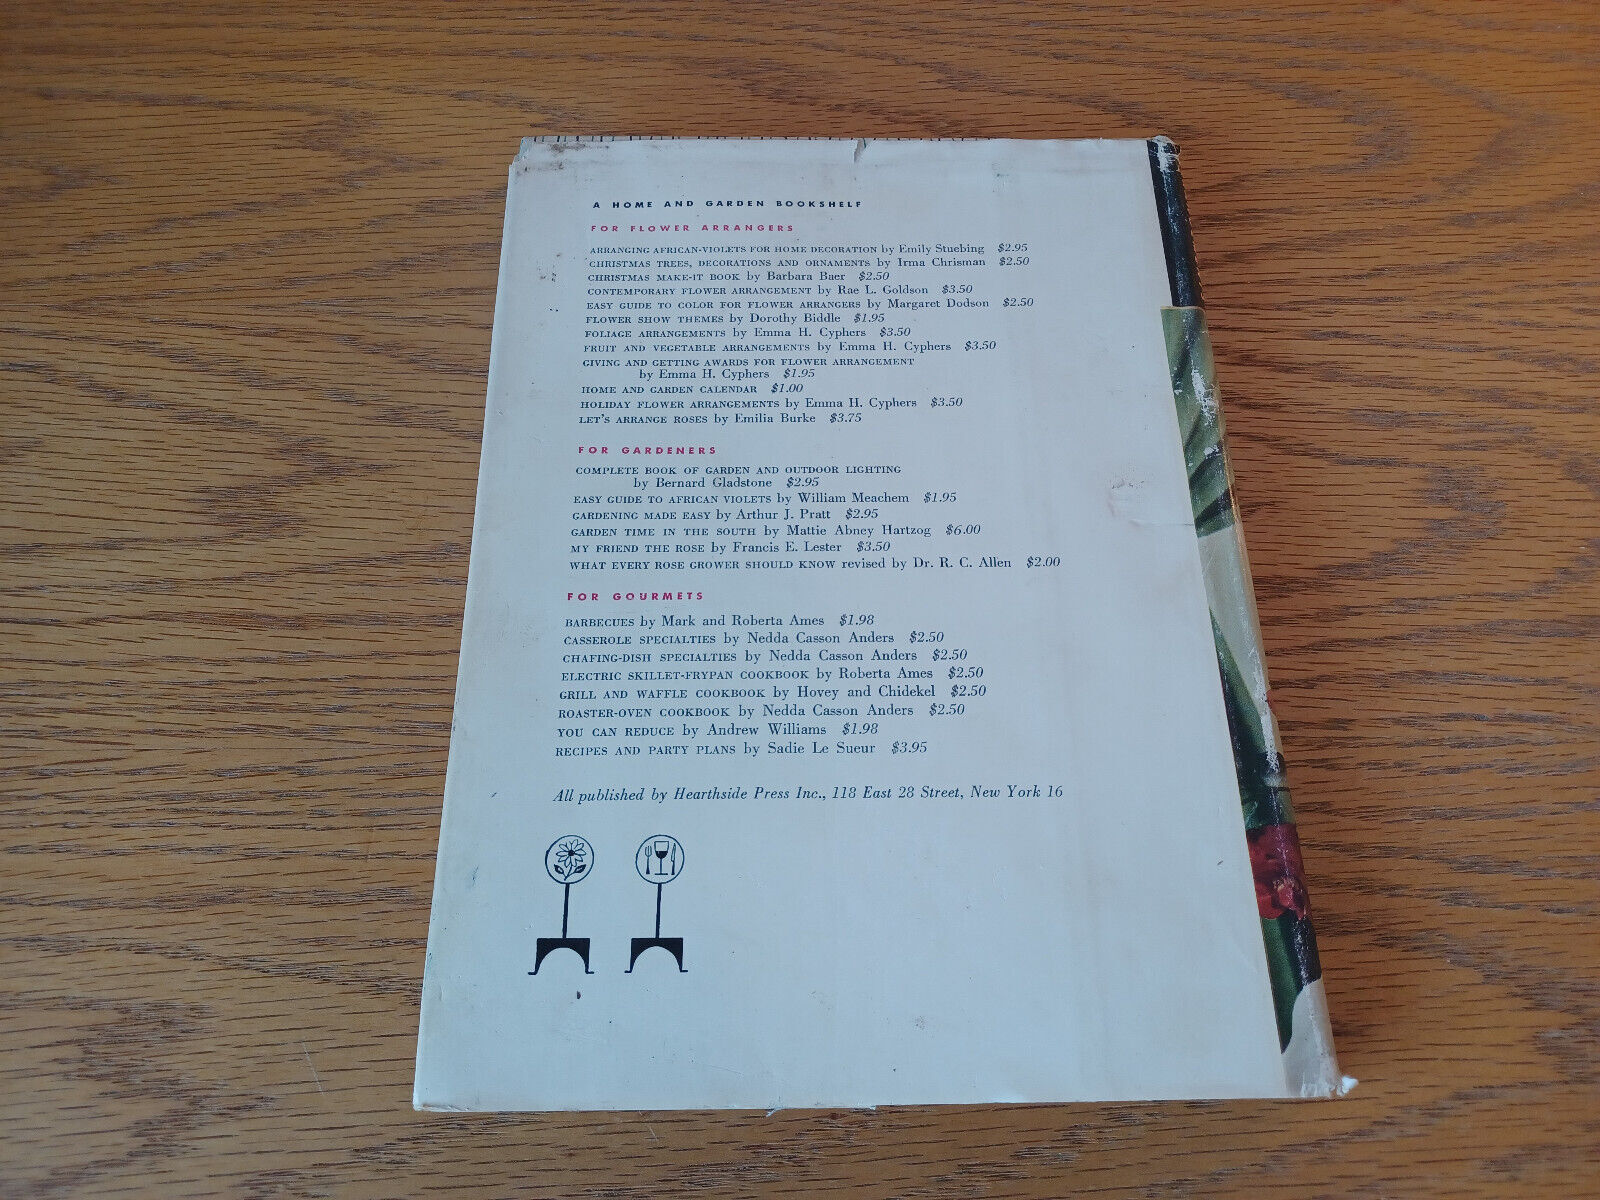 A HOME AND GARDEN BOOKSHELF
FOR FLOWER ARRANGERS
ARRANGING AFRICAN-VIOLETS FOR HOME DECORATION by Emily Stuebing $2.95
CHRISTMAS TREES, DECORATIONS AND ORNAMENTS by Irma Chrisman $2.50
CHRISTMAS MAKE-IT BOOK by Barbara Baer $2.50
CONTEMPORARY FLOWER ARRANGEMENT by Rae L. Goldson $3.50
EASY GUIDE TO COLOR FOR FLOWER ARRANGERS by Margaret Dodson $2.50
FLOWER SHOW THEMES by Dorothy Biddle $1.95
FOLIAGE ARRANGEMENTS by Emma H. Cyphers $3.50
FRUIT AND VEGETABLE ARRANGEMENTS by Emma H. Cyphers $3.50
GIVING AND GETTING AWARDS FOR FLOWER ARRANGEMENT
by Emma H. Cyphers $1.95
HOME AND GARDEN CALENDAR $1.00
HOLIDAY FLOWER ARRANGEMENTS by Emma H. Cyphers $3.50
LET'S ARRANGE ROSES by Emilia Burke $3.75
FOR GARDENERS
COMPLETE BOOK OF GARDEN AND OUTDOOR LIGHTING
by Bernard Gladstone $2.95
EASY GUIDE TO AFRICAN VIOLETS by William Meachem $1.95
GARDENING MADE EASY by Arthur J. Pratt $2.95
GARDEN TIME IN THE SOUTH by Mattie Abney Hartzog $6.00
MY FRIEND THE ROSE by Francis E. Lester $3.50
WHAT EVERY ROSE GROWER SHOULD KNOW revised by Dr. R. C. Allen $2.00
FOR GOURMETS
BARBECUES by Mark and Roberta Ames $1.98
CASSEROLE SPECIALTIES by Nedda Casson Anders $2.50
CHAFING-DISH SPECIALTIES by Nedda Casson Anders $2.50
ELECTRIC SKILLET-FRYPAN COOKBOOK by Roberta Ames $2.50
GRILL AND WAFFLE COOKBOOK by Hovey and Chidekel $2.50
ROASTER-OVEN COOKBOOK by Nedda Casson Anders $2.50
YOU CAN REDUCE by Andrew Williams $1.98
RECIPES AND PARTY PLANS by Sadie Le Sueur $3.95
All published by Hearthside Press Inc., 118 East 28 Street, New York 16